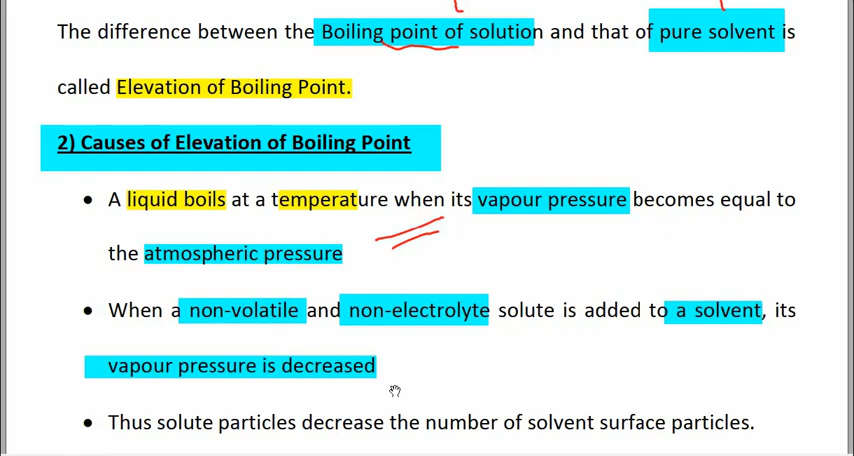 The difference between the Boiling point of solution and that of pure solvent is
called Elevation of Boiling Point.
2) Causes of Elevation of Boiling Point
• A liquid boils at a temperature when its vapour pressure becomes equal to
the atmospheric pressure
• When a non-volatile and non-electrolyte solute is added to a solvent, its
vapour pressure is decreased
• Thus solute particles decrease the number of solvent surface particles.